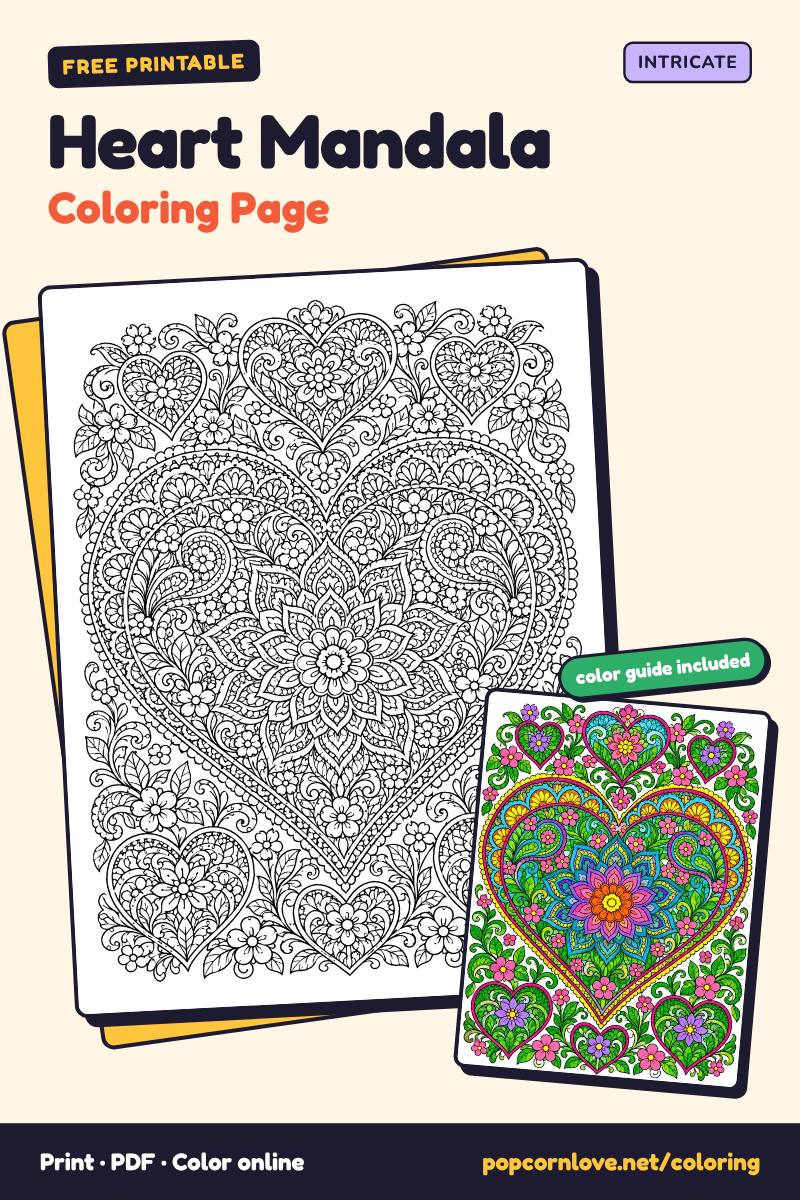 FREE PRINTABLE
INTRICATE
Heart Mandala
Coloring Page
color guide included
Print · PDF · Color online
popcornlove.net/coloring